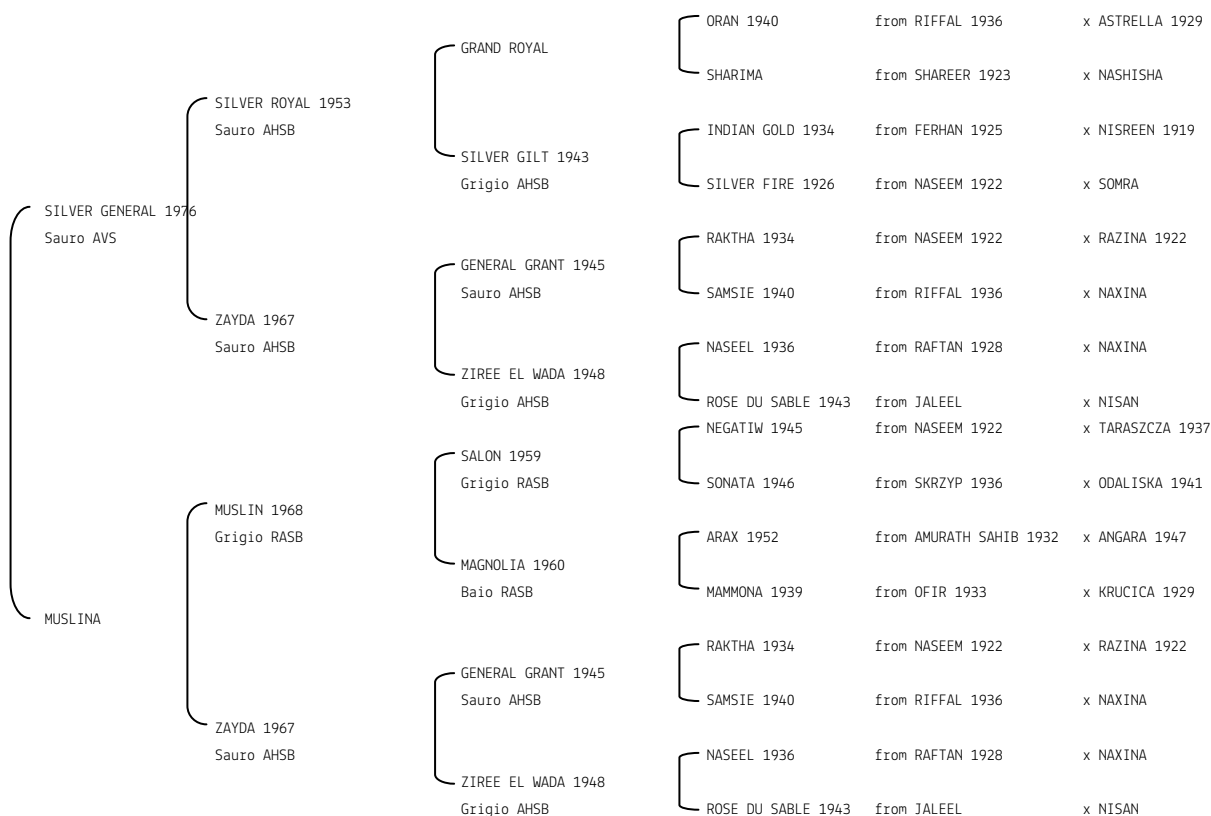 ORAN 1940 from RIFFAL 1936 x ASTRELLA 1929
GRAND ROYAL
SHARIMA from SHAREER 1923 x NASHISHA
SILVER ROYAL 1953
Sauro AHSB INDIAN GOLD 1934 from FERHAN 1925 x NISREEN 1919
SILVER GILT 1943
Grigio AHSB SILVER FIRE 1926 from NASEEM 1922 x SOMRA
SILVER GENERAL 1976
Sauro AVS RAKTHA 1934 from NASEEM 1922 x RAZINA 1922
GENERAL GRANT 1945
Sauro AHSB SAMSIE 1940 from RIFFAL 1936 x NAXINA
ZAYDA 1967
Sauro AHSB NASEEL 1936 from RAFTAN 1928 x NAXINA
ZIREE EL WADA 1948
Grigio AHSB ROSE DU SABLE 1943 from JALEEL x NISAN
NEGATIW 1945 from NASEEM 1922 x TARASZCZA 1937
SALON 1959
Grigio RASB SONATA 1946 from SKRZYP 1936 x ODALISKA 1941
MUSLIN 1968
Grigio RASB ARAX 1952 from AMURATH SAHIB 1932 x ANGARA 1947
MAGNOLIA 1960
Baio RASB MAMMONA 1939 from OFIR 1933 x KRUCICA 1929
MUSLINA
RAKTHA 1934 from NASEEM 1922 x RAZINA 1922
GENERAL GRANT 1945
Sauro AHSB SAMSIE 1940 from RIFFAL 1936 x NAXINA
ZAYDA 1967
Sauro AHSB NASEEL 1936 from RAFTAN 1928 x NAXINA
ZIREE EL WADA 1948
Grigio AHSB ROSE DU SABLE 1943 from JALEEL x NISAN